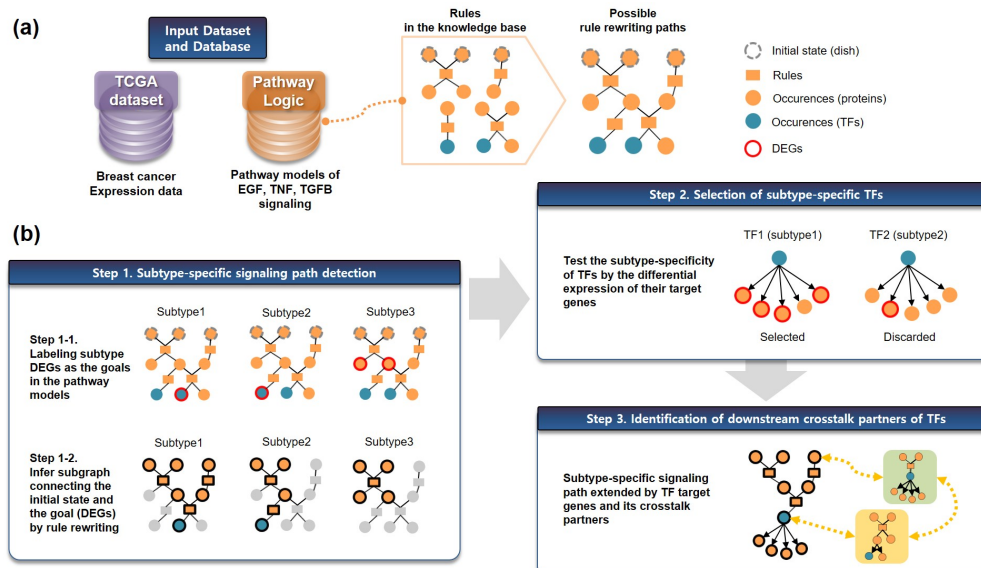 (a)
Input Dataset
and Database
TCGA
dataset
Pathway
Logic
Breast cancer
Expression data
Pathway models of
EGF, TNF, TGFB
signaling
Rules
in the knowledge base
Possible
rule rewriting paths
Initial state (dish)
Rules
Occurences (proteins)
Occurences (TFs)
DEGs
(b)
Step 1. Subtype-specific signaling path detection
Subtype1
Subtype2
Subtype3
Step 1-1.
Labeling subtype
DEGs as the goals
in the pathway
models
Subtype1
Subtype2
Subtype3
Step 1-2.
Infer subgraph
connecting the
initial state and
the goal (DEGs)
by rule rewriting
Step 2. Selection of subtype-specific TFs
TF1 (subtype1)
TF2 (subtype2)
Test the subtype-specificity
of TFs by the differential
expression of their target
genes
Selected
Discarded
Step 3. Identification of downstream crosstalk partners of TFs
Subtype-specific signaling
path extended by TF target
genes and its crosstalk
partners